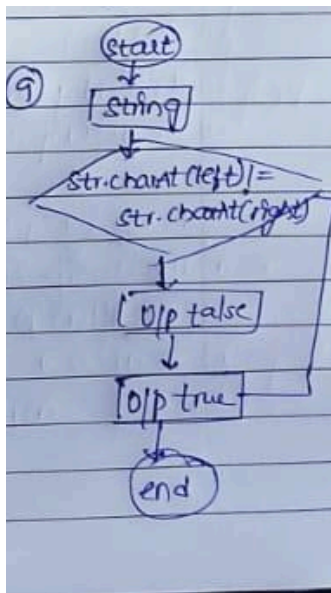 start
9
string
str.charAt(left)!=
str.charAt(right)
O/p false
O/p true
end